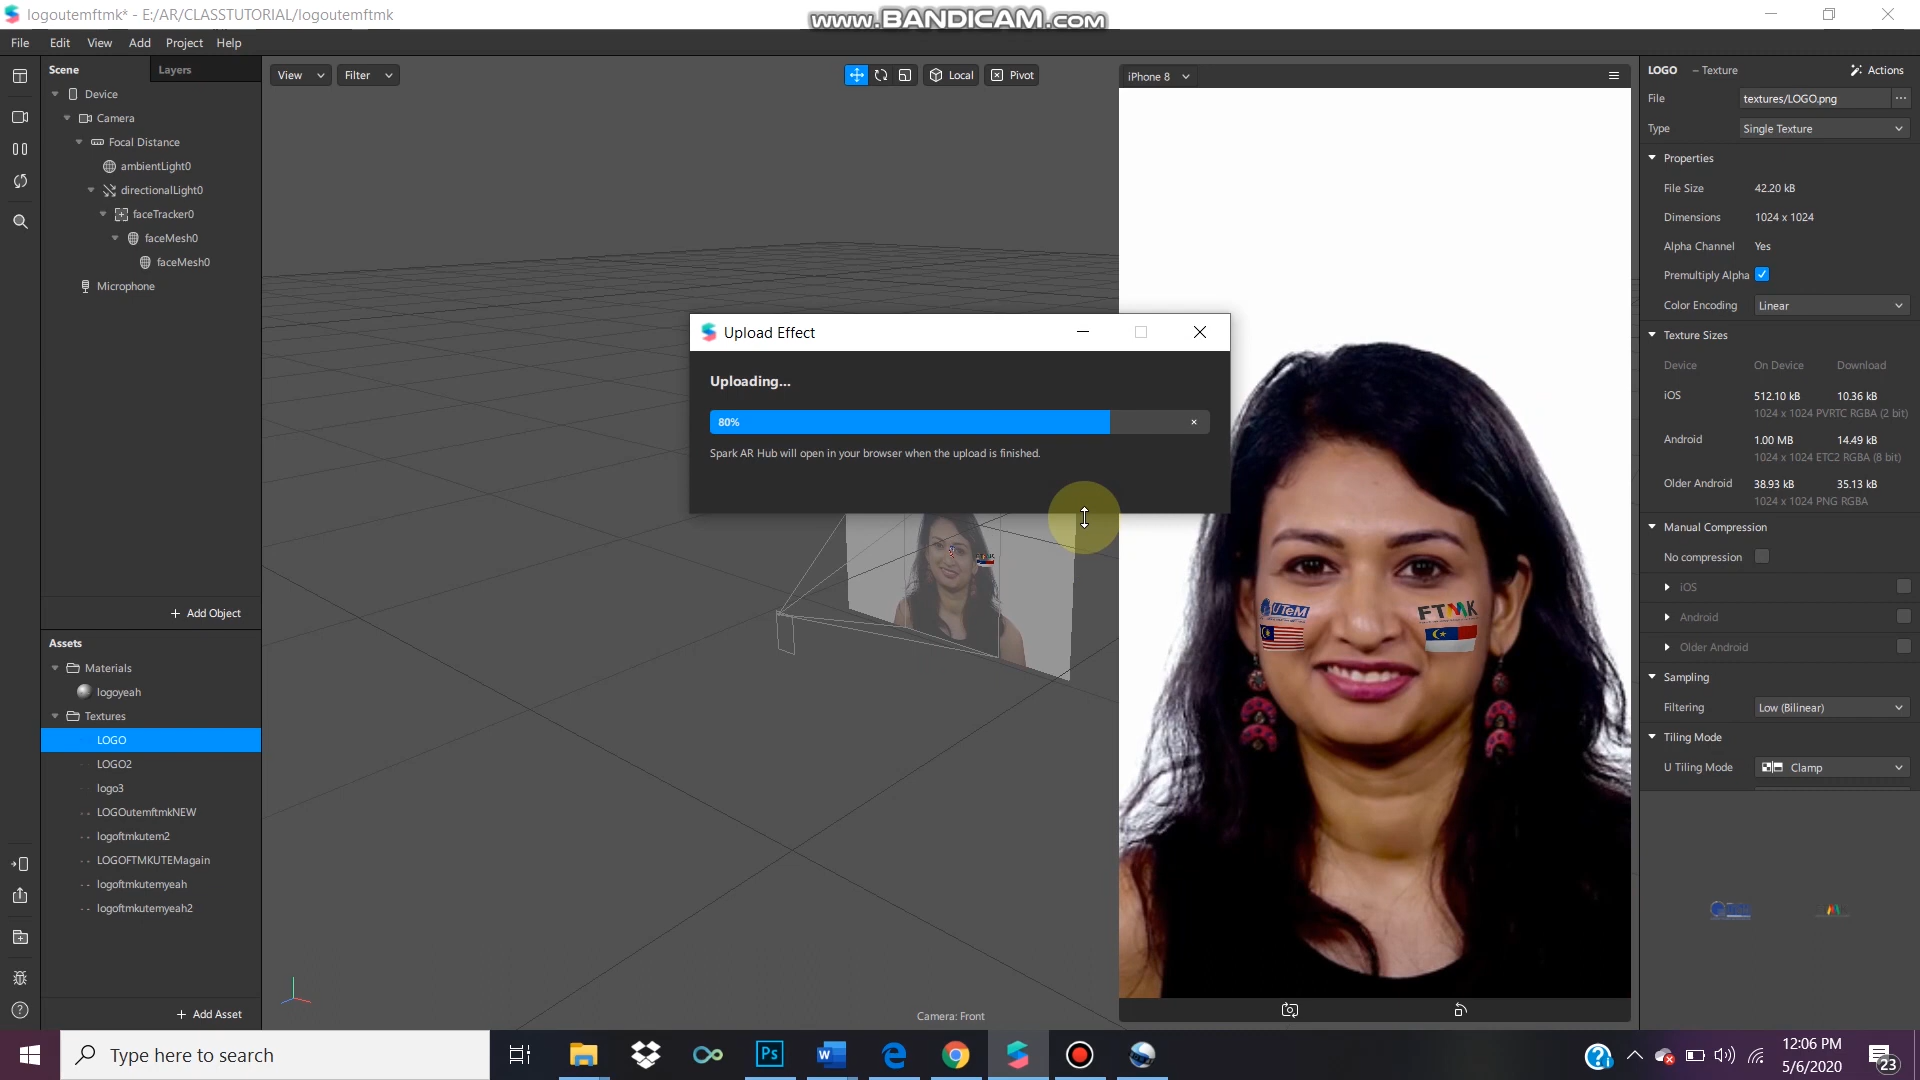 logoutemftmk* - E:/AR/CLASSTUTORIAL/logoutemftmk
www.BANDICAM.com
File Edit View Add Project Help
Scene Layers
Device
Camera
Focal Distance
ambientLight0
directionalLight0
faceTracker0
faceMesh0
faceMesh0
Microphone
+ Add Object
Assets
Materials
logoyeah
Textures
LOGO
LOGO2
logo3
LOGOutemftmkNEW
logoftmkutem2
LOGOFTMKUTEMagain
logoftmkutemyeah
logoftmkutemyeah2
+ Add Asset
View Filter Local Pivot
Camera: Front
Upload Effect
Uploading...
80%
Spark AR Hub will open in your browser when the upload is finished.
iPhone 8
UTeM
FTMK
LOGO – Texture Actions
File textures/LOGO.png ...
Type Single Texture
Properties
File Size 42.20 kB
Dimensions 1024 x 1024
Alpha Channel Yes
Premultiply Alpha
Color Encoding Linear
Texture Sizes
Device On Device Download
iOS 512.10 kB 10.36 kB
1024 x 1024 PVRTC RGBA (2 bit)
Android 1.00 MB 14.49 kB
1024 x 1024 ETC2 RGBA (8 bit)
Older Android 38.93 kB 35.13 kB
1024 x 1024 PNG RGBA
Manual Compression
No compression
iOS
Android
Older Android
Sampling
Filtering Low (Bilinear)
Tiling Mode
U Tiling Mode Clamp
Type here to search
Ps
W
12:06 PM
5/6/2020
23